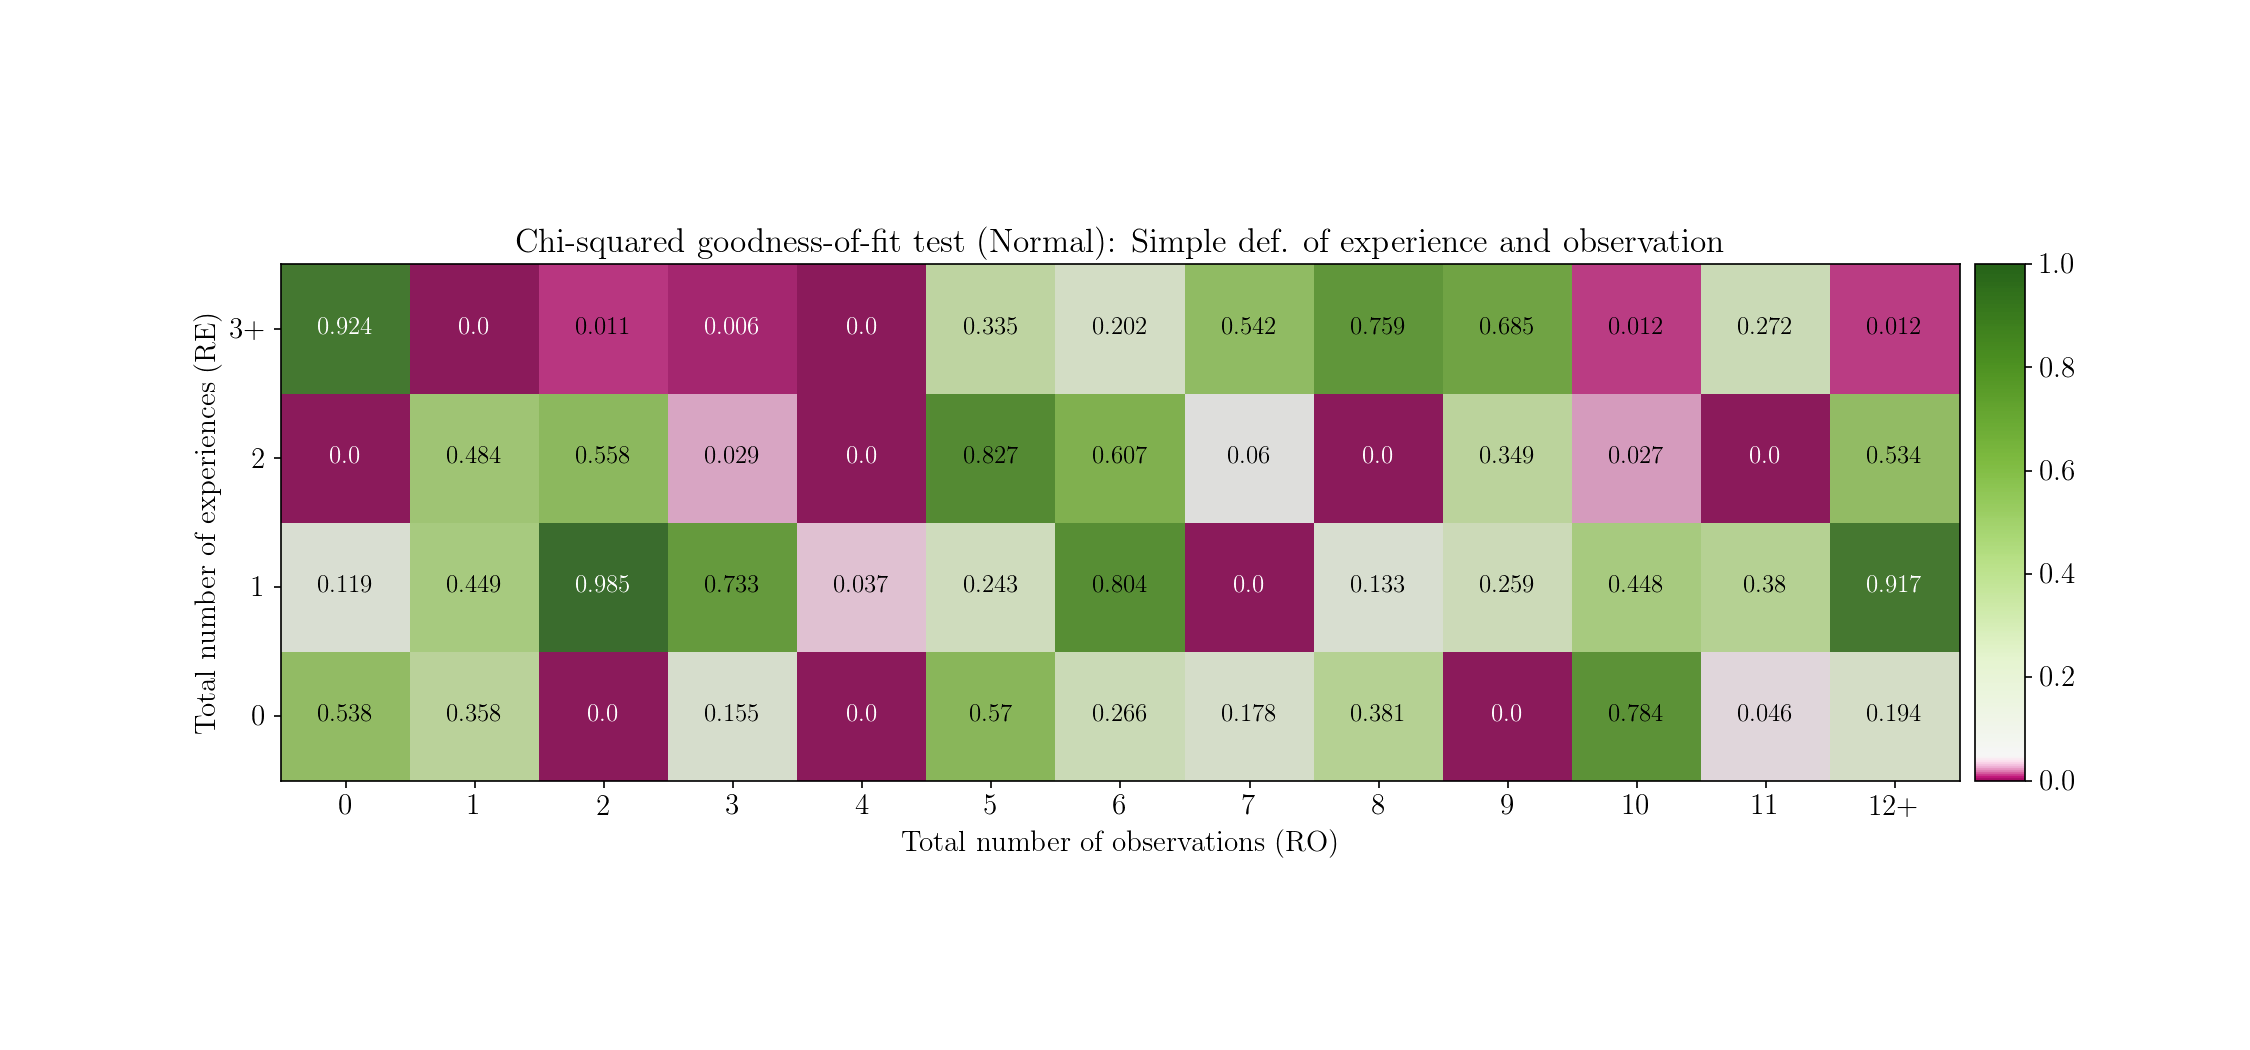 Chi-squared goodness-of-fit test (Normal): Simple def. of experience and observation
Total number of experiences (RE)
3+ 0.924 0.0 0.011 0.006 0.0 0.335 0.202 0.542 0.759 0.685 0.012 0.272 0.012
2 0.0 0.484 0.558 0.029 0.0 0.827 0.607 0.06 0.0 0.349 0.027 0.0 0.534
1 0.119 0.449 0.985 0.733 0.037 0.243 0.804 0.0 0.133 0.259 0.448 0.38 0.917
0 0.538 0.358 0.0 0.155 0.0 0.57 0.266 0.178 0.381 0.0 0.784 0.046 0.194
0 1 2 3 4 5 6 7 8 9 10 11 12+
Total number of observations (RO)
1.0
0.8
0.6
0.4
0.2
0.0